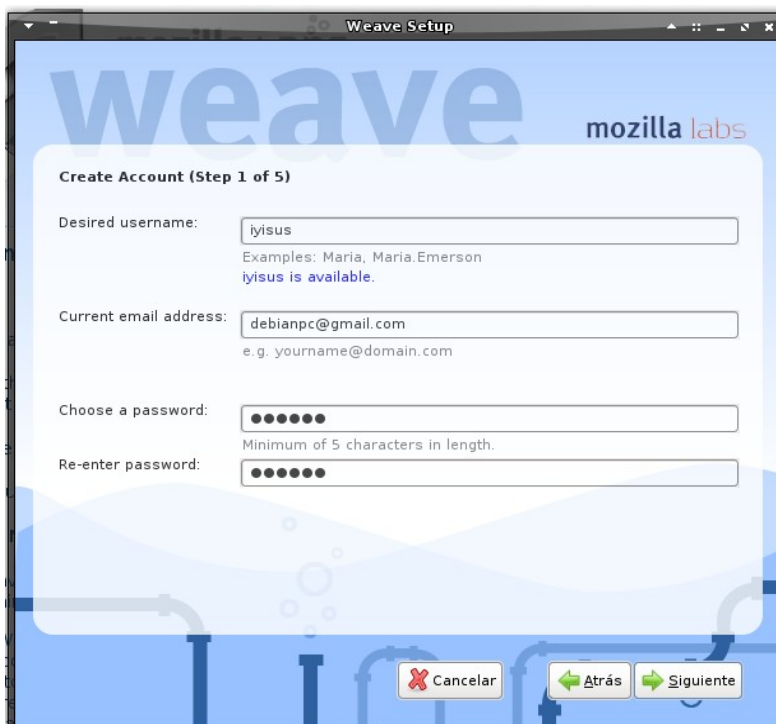 Weave Setup
weave
mozilla labs
Create Account (Step 1 of 5)
Desired username:
iyisus
Examples: Maria, Maria.Emerson
iyisus is available.
Current email address:
debianpc@gmail.com
e.g. yourname@domain.com
Choose a password:
●●●●●●
Minimum of 5 characters in length.
Re-enter password:
●●●●●●
Cancelar
Atrás
Siguiente